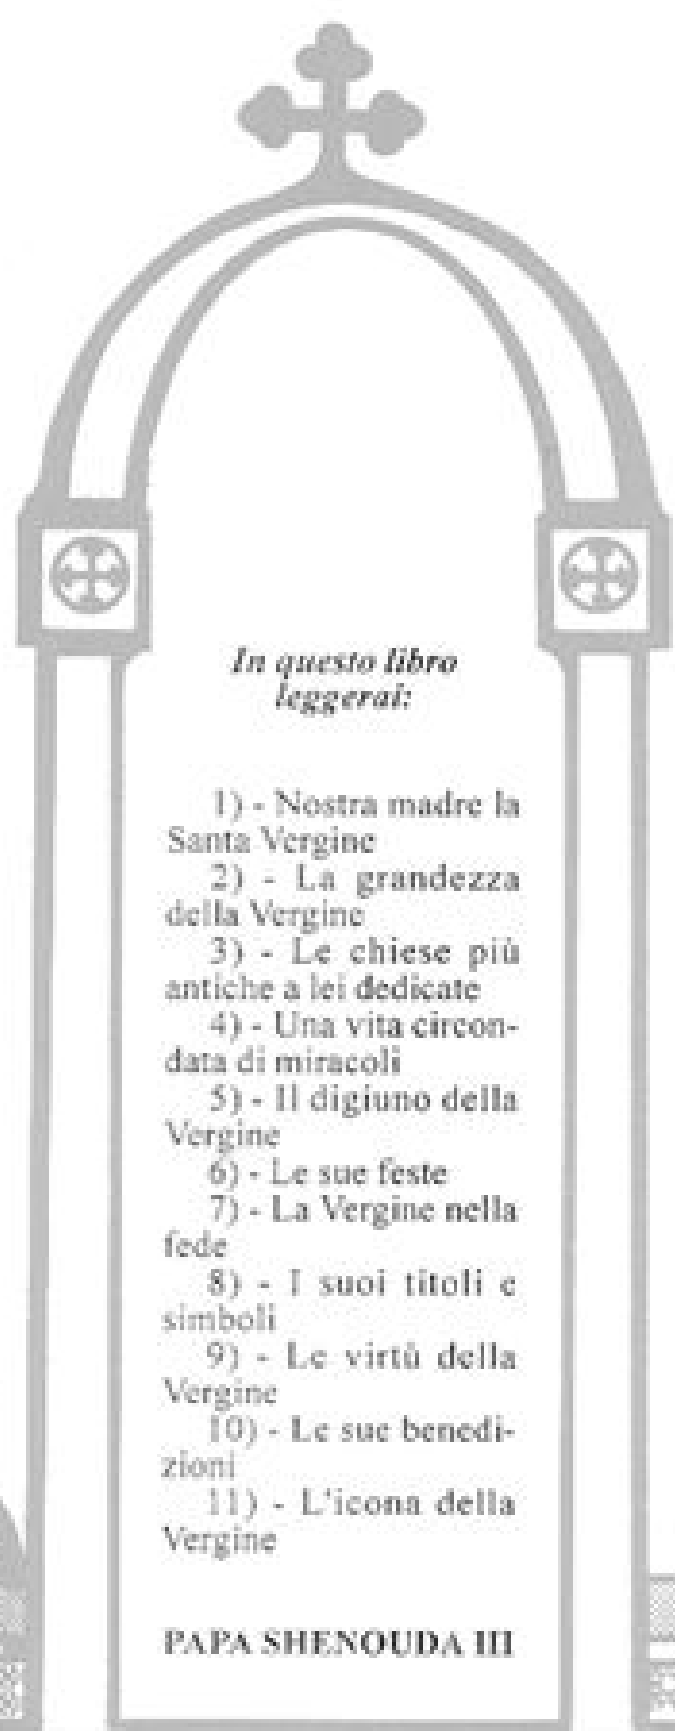 In questo libro
leggerai:
1) - Nostra madre la
Santa Vergine
2) - La grandezza
della Vergine
3) - Le chiese più
antiche a lei dedicate
4) - Una vita circon-
data di miracoli
5) - Il digiuno della
Vergine
6) - Le sue feste
7) - La Vergine nella
fede
8) - I suoi titoli e
simboli
9) - Le virtù della
Vergine
10) - Le sue benedi-
zioni
11) - L'icona della
Vergine
PAPA SHENOUDA III